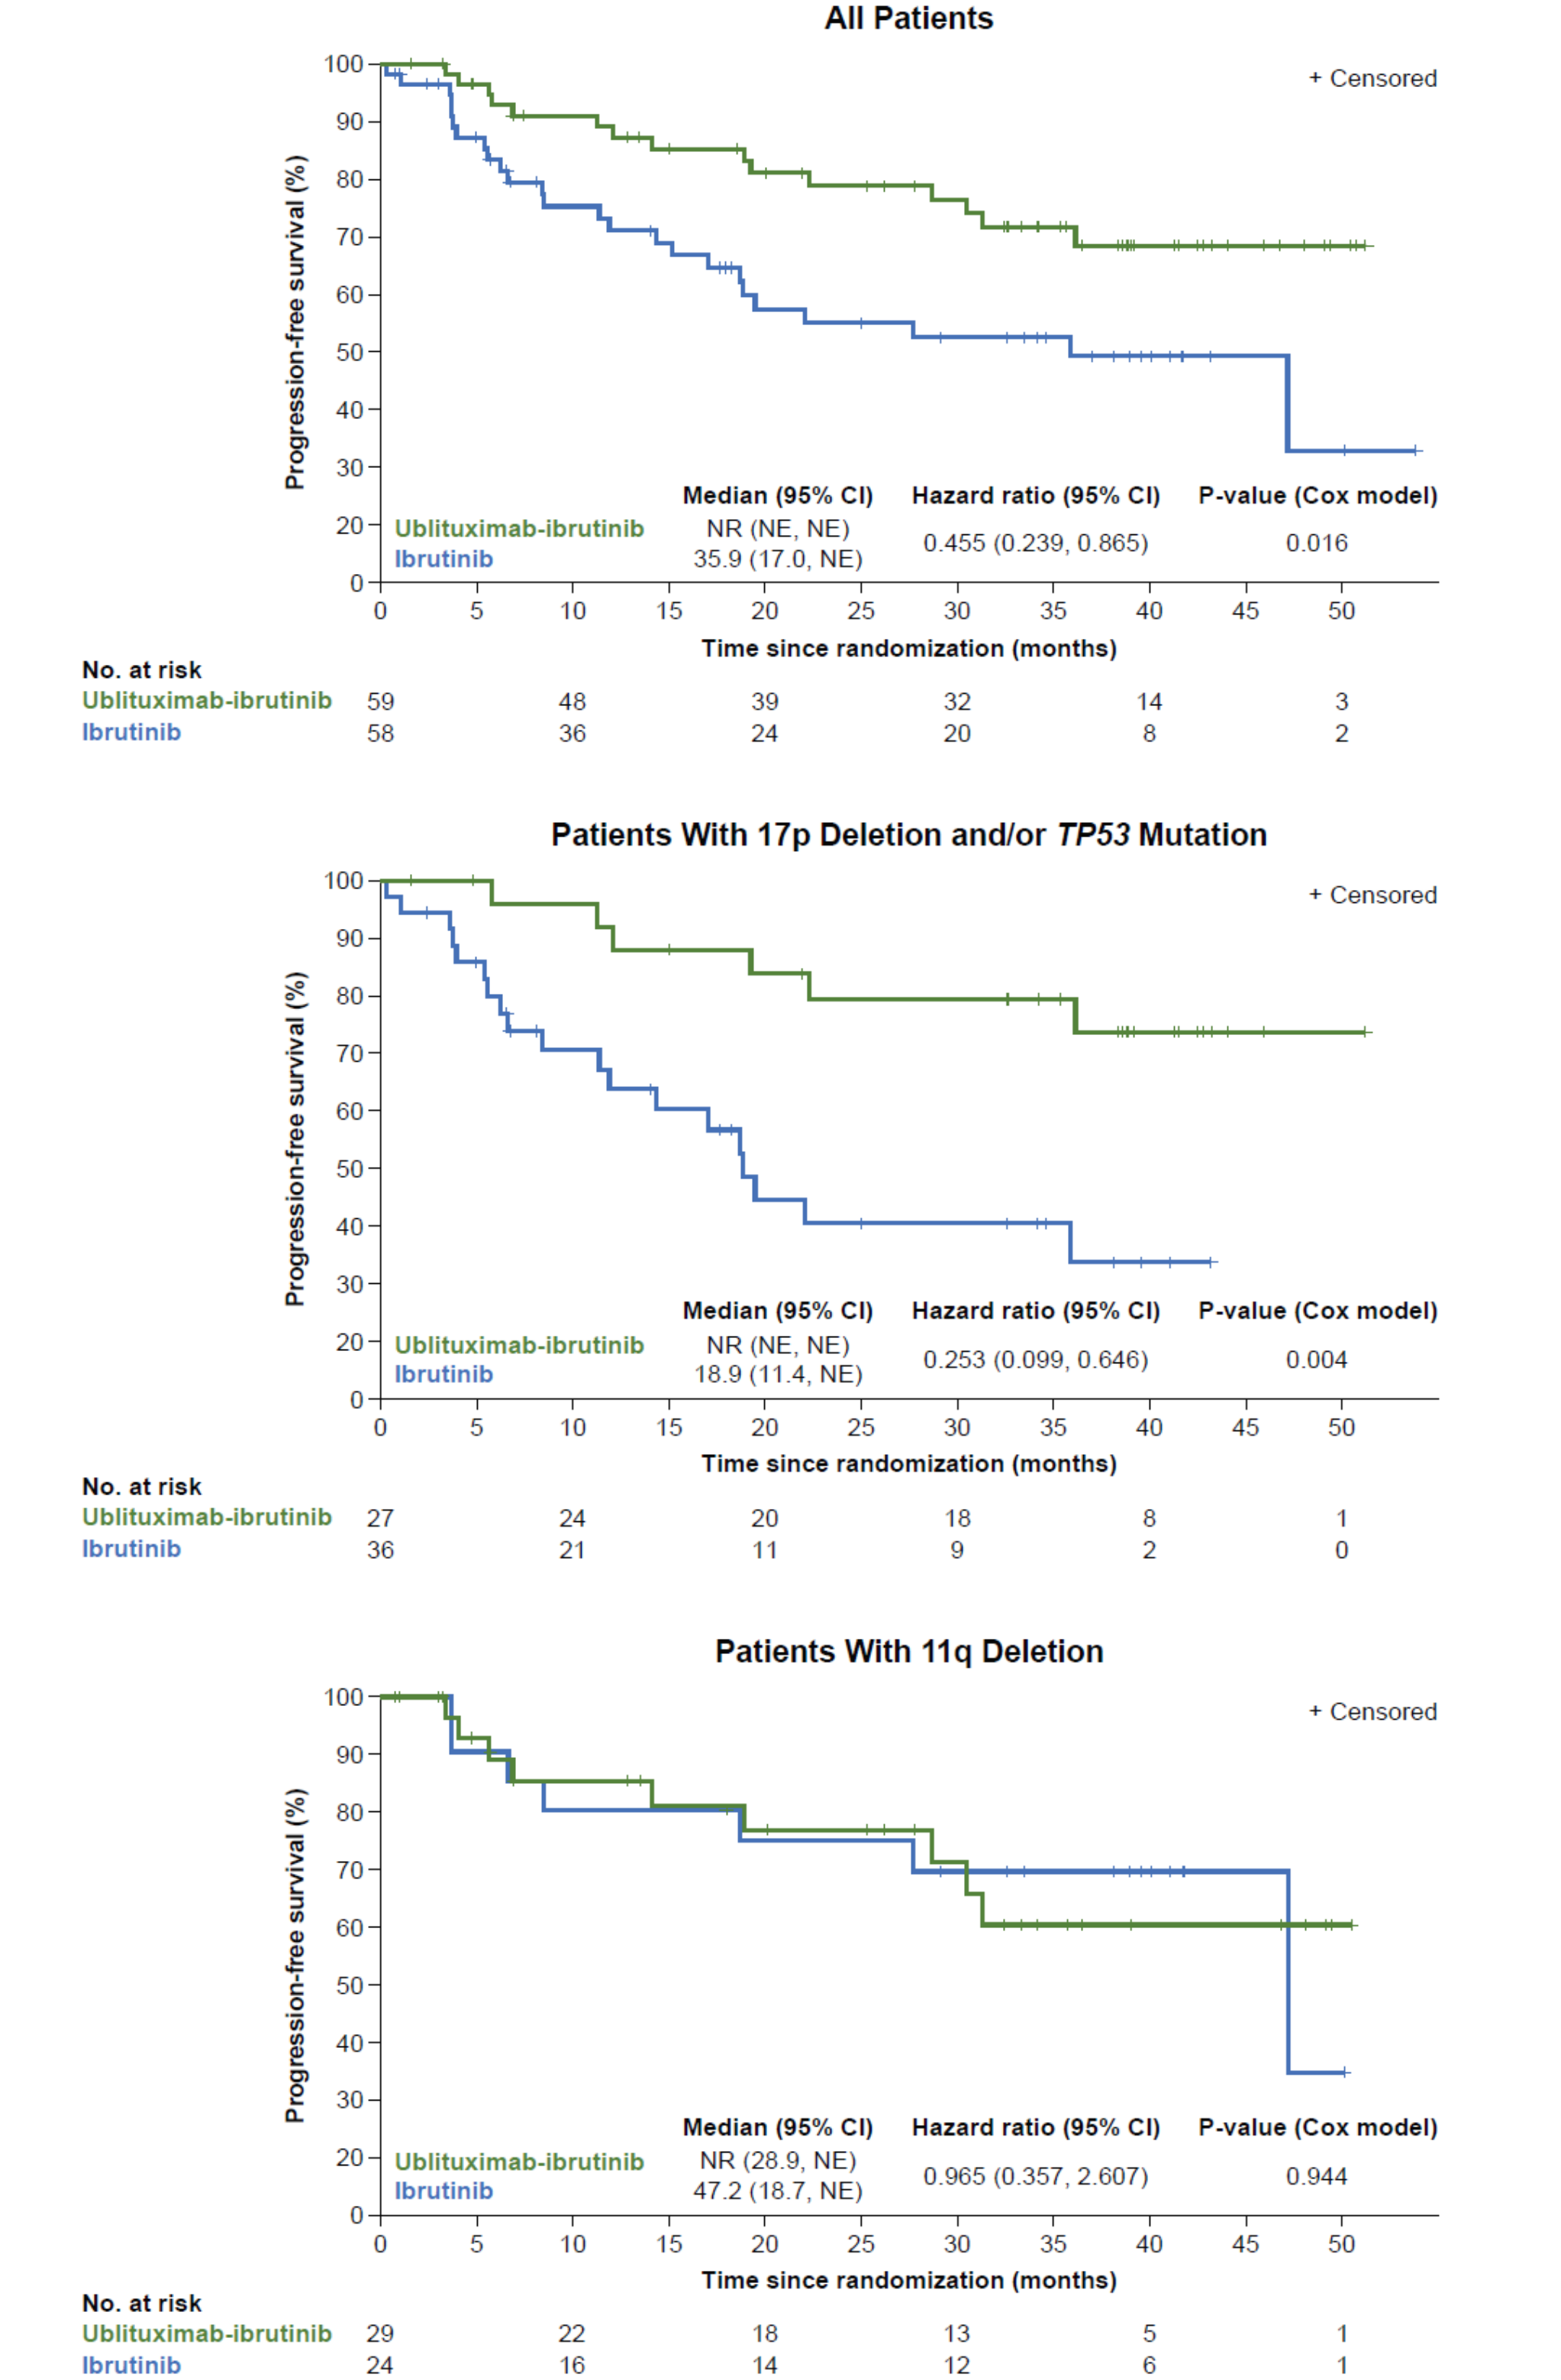 All Patients
+ Censored
Progression-free survival (%)
100
90
80
70
60
50
40
30
20
0
Median (95% CI) Hazard ratio (95% CI) P-value (Cox model)
Ublituximab-ibrutinib NR (NE, NE)
0.455 (0.239, 0.865) 0.016
Ibrutinib 35.9 (17.0, NE)
0 5 10 15 20 25 30 35 40 45 50
Time since randomization (months)
No. at risk
Ublituximab-ibrutinib 59 48 39 32 14 3
Ibrutinib 58 36 24 20 8 2
Patients With 17p Deletion and/or TP53 Mutation
+ Censored
Progression-free survival (%)
100
90
80
70
60
50
40
30
20
0
Median (95% CI) Hazard ratio (95% CI) P-value (Cox model)
Ublituximab-ibrutinib NR (NE, NE)
0.253 (0.099, 0.646) 0.004
Ibrutinib 18.9 (11.4, NE)
0 5 10 15 20 25 30 35 40 45 50
Time since randomization (months)
No. at risk
Ublituximab-ibrutinib 27 24 20 18 8 1
Ibrutinib 36 21 11 9 2 0
Patients With 11q Deletion
+ Censored
Progression-free survival (%)
100
90
80
70
60
50
40
30
20
0
Median (95% CI) Hazard ratio (95% CI) P-value (Cox model)
Ublituximab-ibrutinib NR (28.9, NE)
0.965 (0.357, 2.607) 0.944
Ibrutinib 47.2 (18.7, NE)
0 5 10 15 20 25 30 35 40 45 50
Time since randomization (months)
No. at risk
Ublituximab-ibrutinib 29 22 18 13 5 1
Ibrutinib 24 16 14 12 6 1